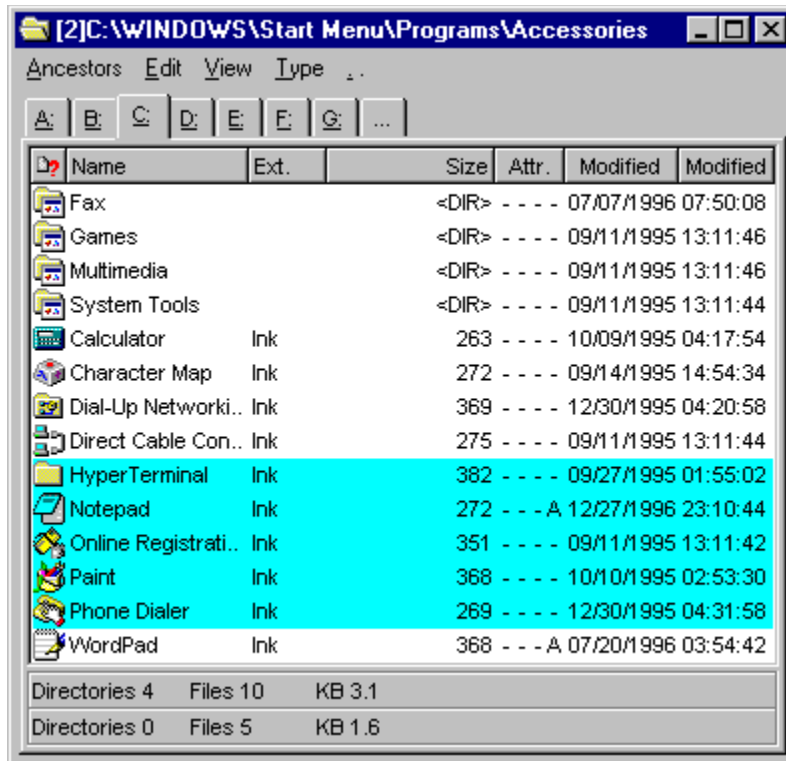 [2]C:\WINDOWS\Start Menu\Programs\Accessories
Ancestors Edit View Type . .
A: B: C: D: E: F: G: ...
Name Ext. Size Attr. Modified Modified
Fax <DIR> - - - - 07/07/1996 07:50:08
Games <DIR> - - - - 09/11/1995 13:11:46
Multimedia <DIR> - - - - 09/11/1995 13:11:46
System Tools <DIR> - - - - 09/11/1995 13:11:44
Calculator lnk 263 - - - - 10/09/1995 04:17:54
Character Map lnk 272 - - - - 09/14/1995 14:54:34
Dial-Up Networki.. lnk 369 - - - - 12/30/1995 04:20:58
Direct Cable Con.. lnk 275 - - - - 09/11/1995 13:11:44
HyperTerminal lnk 382 - - - - 09/27/1995 01:55:02
Notepad lnk 272 - - - A 12/27/1996 23:10:44
Online Registrati.. lnk 351 - - - - 09/11/1995 13:11:42
Paint lnk 368 - - - - 10/10/1995 02:53:30
Phone Dialer lnk 269 - - - - 12/30/1995 04:31:58
WordPad lnk 368 - - - A 07/20/1996 03:54:42
Directories 4 Files 10 KB 3.1
Directories 0 Files 5 KB 1.6